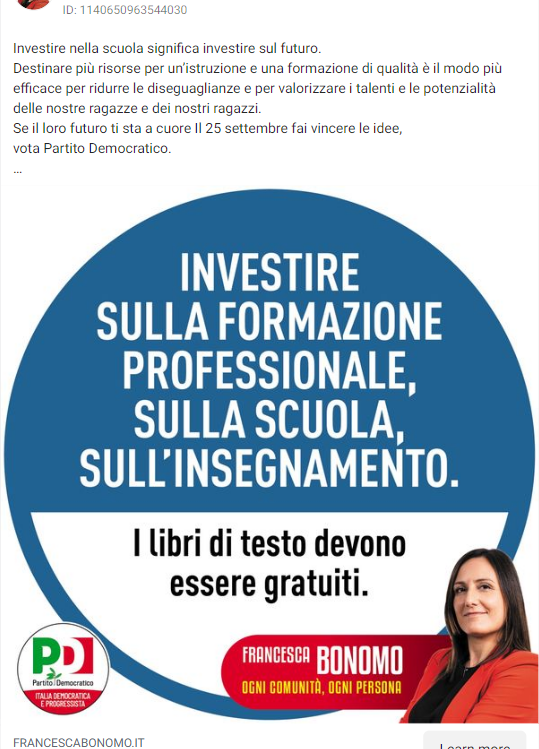 ID: 1140650963544030
Investire nella scuola significa investire sul futuro.
Destinare più risorse per un'istruzione e una formazione di qualità è il modo più
efficace per ridurre le diseguaglianze e per valorizzare i talenti e le potenzialità
delle nostre ragazze e dei nostri ragazzi.
Se il loro futuro ti sta a cuore Il 25 settembre fai vincere le idee,
vota Partito Democratico.
...
INVESTIRE
SULLA FORMAZIONE
PROFESSIONALE,
SULLA SCUOLA,
SULL'INSEGNAMENTO.
I libri di testo devono
essere gratuiti.
PD
Partito Democratico
ITALIA DEMOCRATICA
E PROGRESSISTA
FRANCESCA BONOMO
OGNI COMUNITÀ, OGNI PERSONA
FRANCESCABONOMO.IT
Learn more